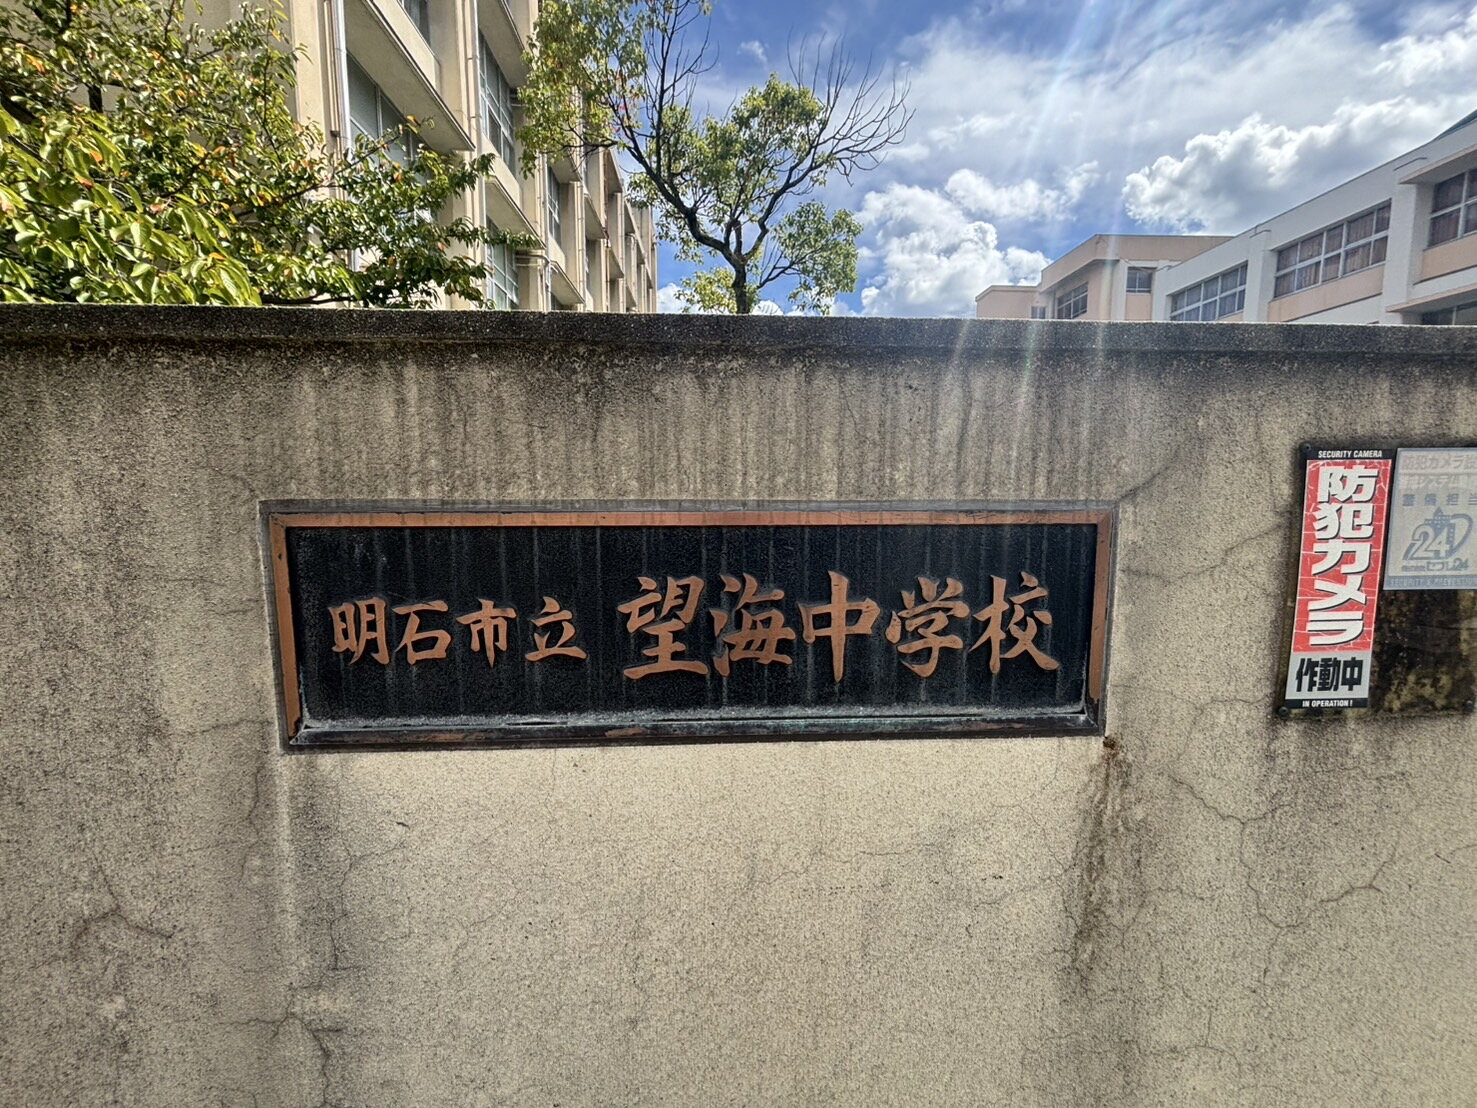 明石市立 望海中学校
SECURITY CAMERA
防犯カメラ
作動中
IN OPERATION!
24